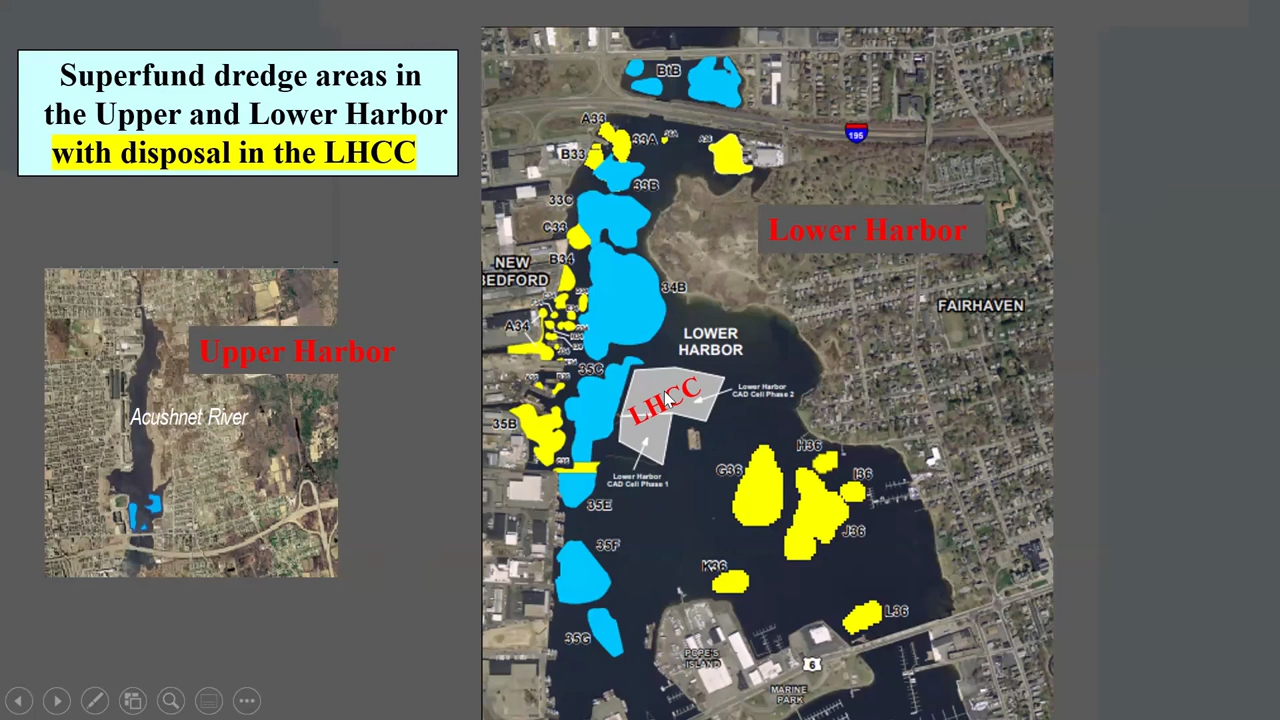 Superfund dredge areas in
the Upper and Lower Harbor
with disposal in the LHCC
Upper Harbor
Acushnet River
BtB
195
A33
33A
B33
33B
33C
Lower Harbor
C33
B34
NEW
BEDFORD
34B
FAIRHAVEN
A34
LOWER
HARBOR
35C
LHCC
Lower Harbor
CAD Cell Phase 2
35B
Lower Harbor
CAD Cell Phase 1
G36
H36
I36
35E
J36
35F
K36
L36
35G
POPE'S
ISLAND
6
MARINE
PARK